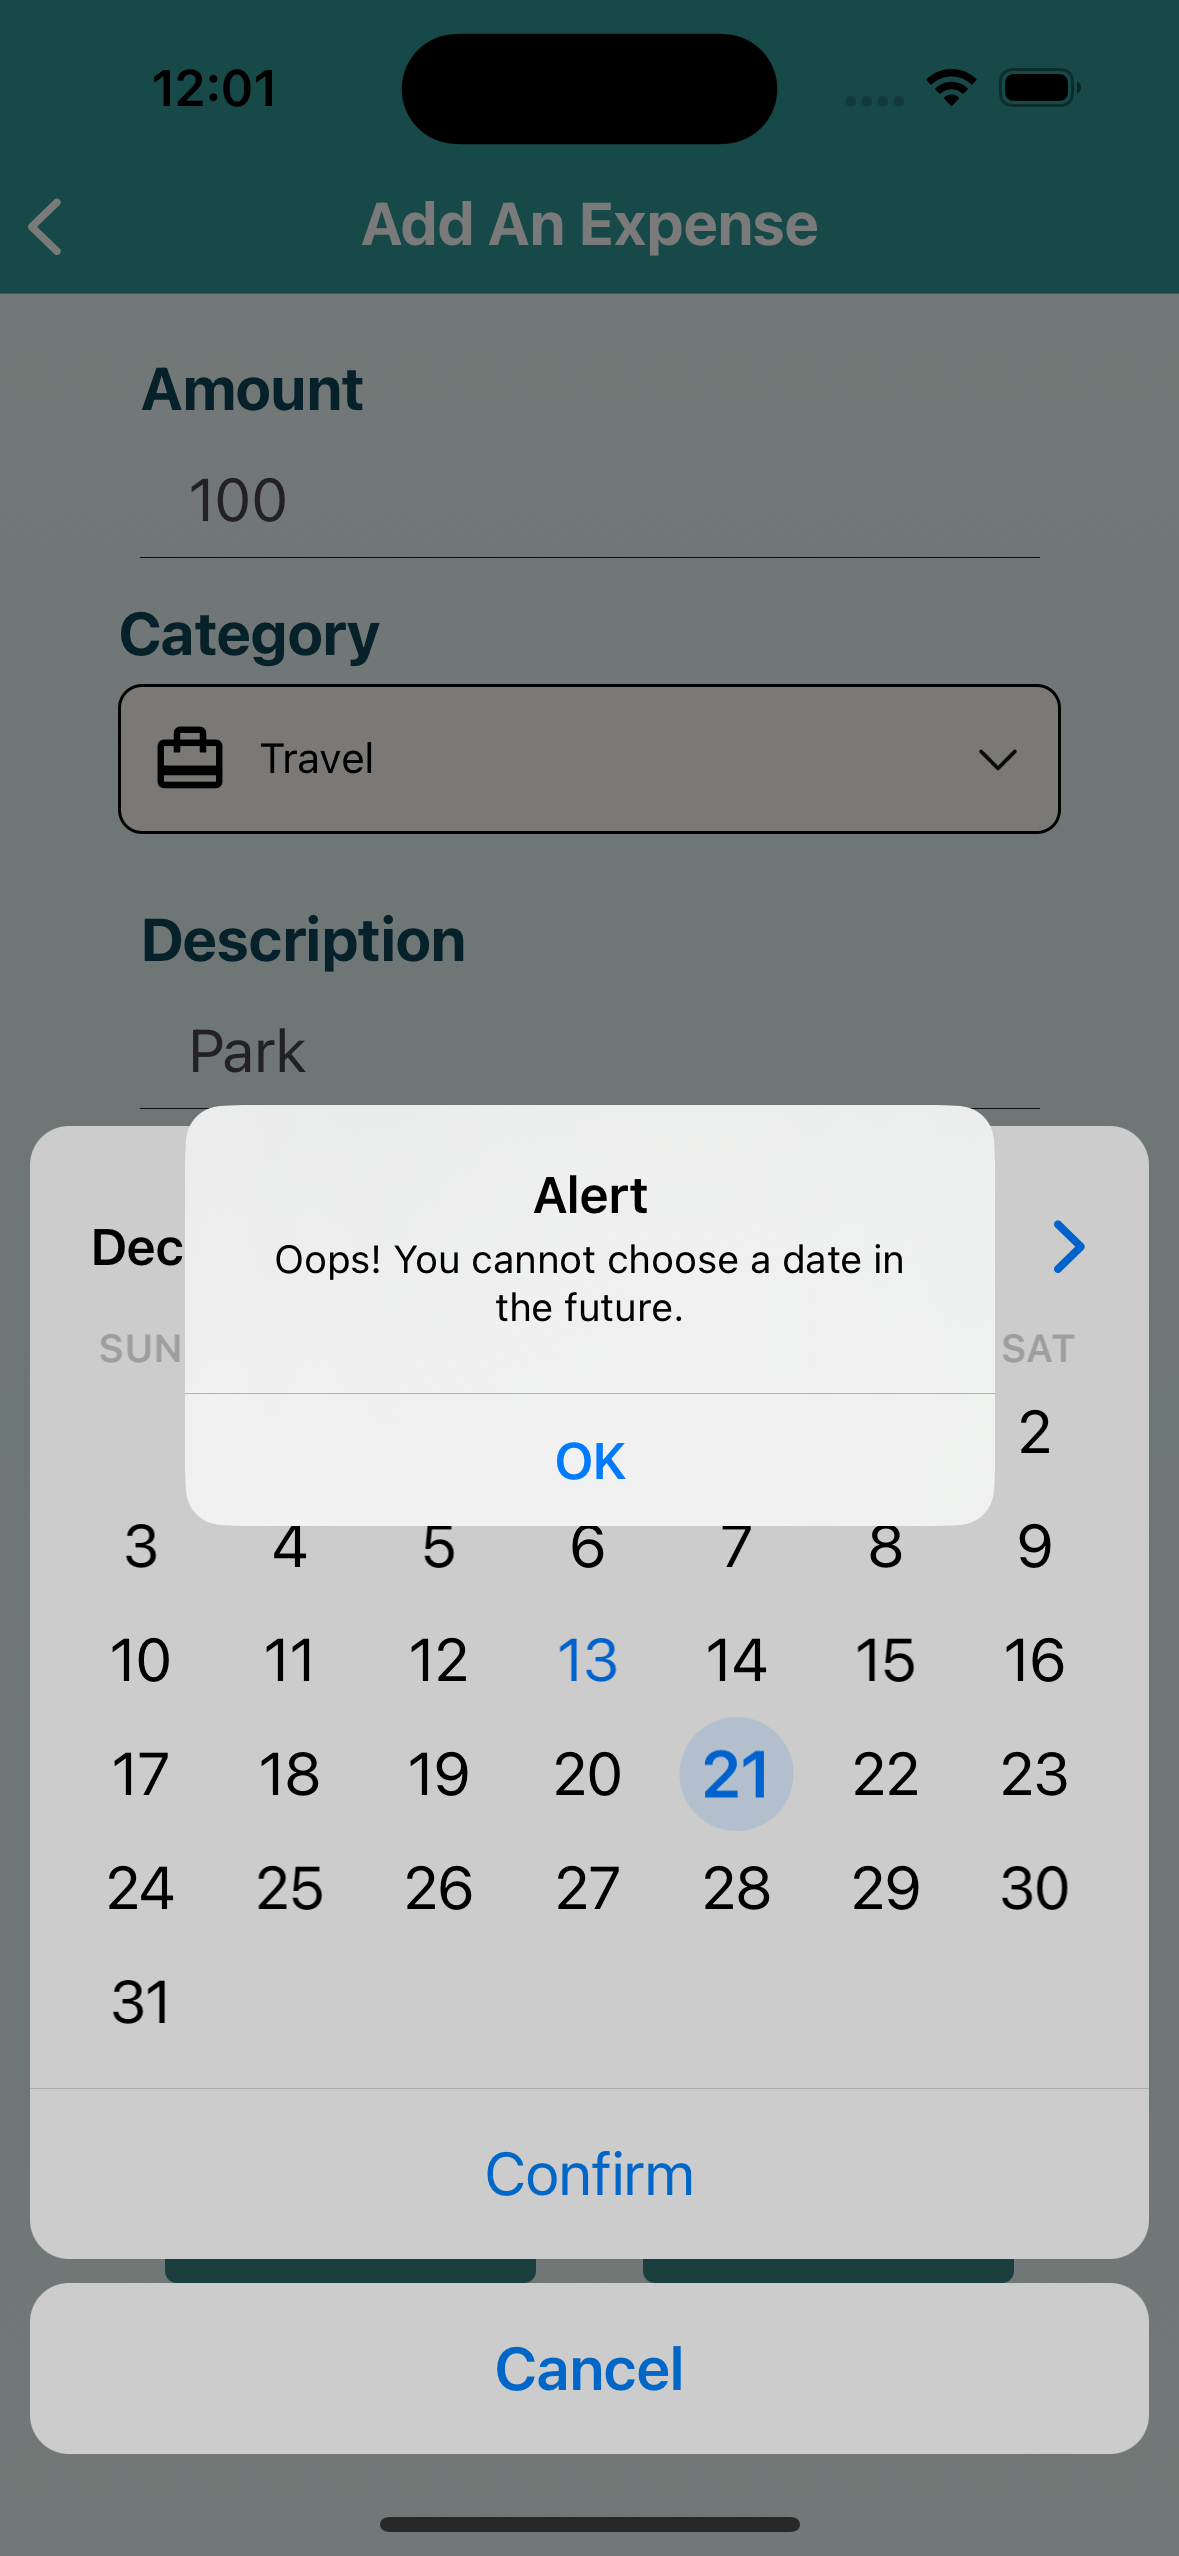 12:01
Add An Expense
Amount
100
Category
Travel
Description
Park
Alert
Oops! You cannot choose a date in
the future.
OK
Dec
SUN SAT
2
3 4 5 6 7 8 9
10 11 12 13 14 15 16
17 18 19 20 21 22 23
24 25 26 27 28 29 30
31
Confirm
Cancel